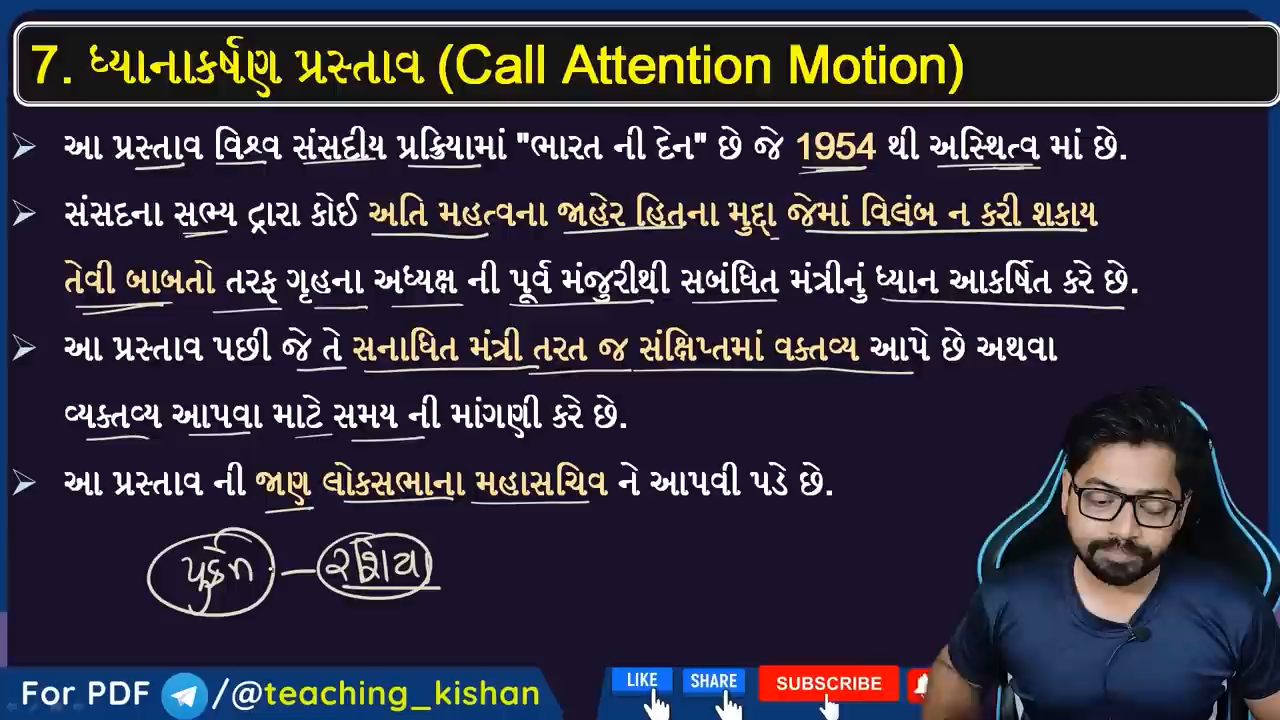 7. ધ્યાનાકર્ષણ પ્રસ્તાવ (Call Attention Motion)
➢ આ પ્રસ્તાવ વિશ્વ સંસદીય પ્રક્રિયામાં "ભારત ની દેન" છે જે 1954 થી અસ્થિત્વ માં છે.
➢ સંસદના સભ્ય દ્વારા કોઈ અતિ મહત્વના જાહેર હિતના મુદ્દા જેમાં વિલંબ ન કરી શકાય
તેવી બાબતો તરફ ગૃહના અધ્યક્ષ ની પૂર્વ મંજુરીથી સબંધિત મંત્રીનું ધ્યાન આકર્ષિત કરે છે.
➢ આ પ્રસ્તાવ પછી જે તે સનાધિત મંત્રી તરત જ સંક્ષિપ્તમાં વક્તવ્ય આપે છે અથવા
વ્યક્તવ્ય આપવા માટે સમય ની માંગણી કરે છે.
➢ આ પ્રસ્તાવ ની જાણ લોકસભાના મહાસચિવ ને આપવી પડે છે.
For PDF /@teaching_kishan
LIKE SHARE SUBSCRIBE